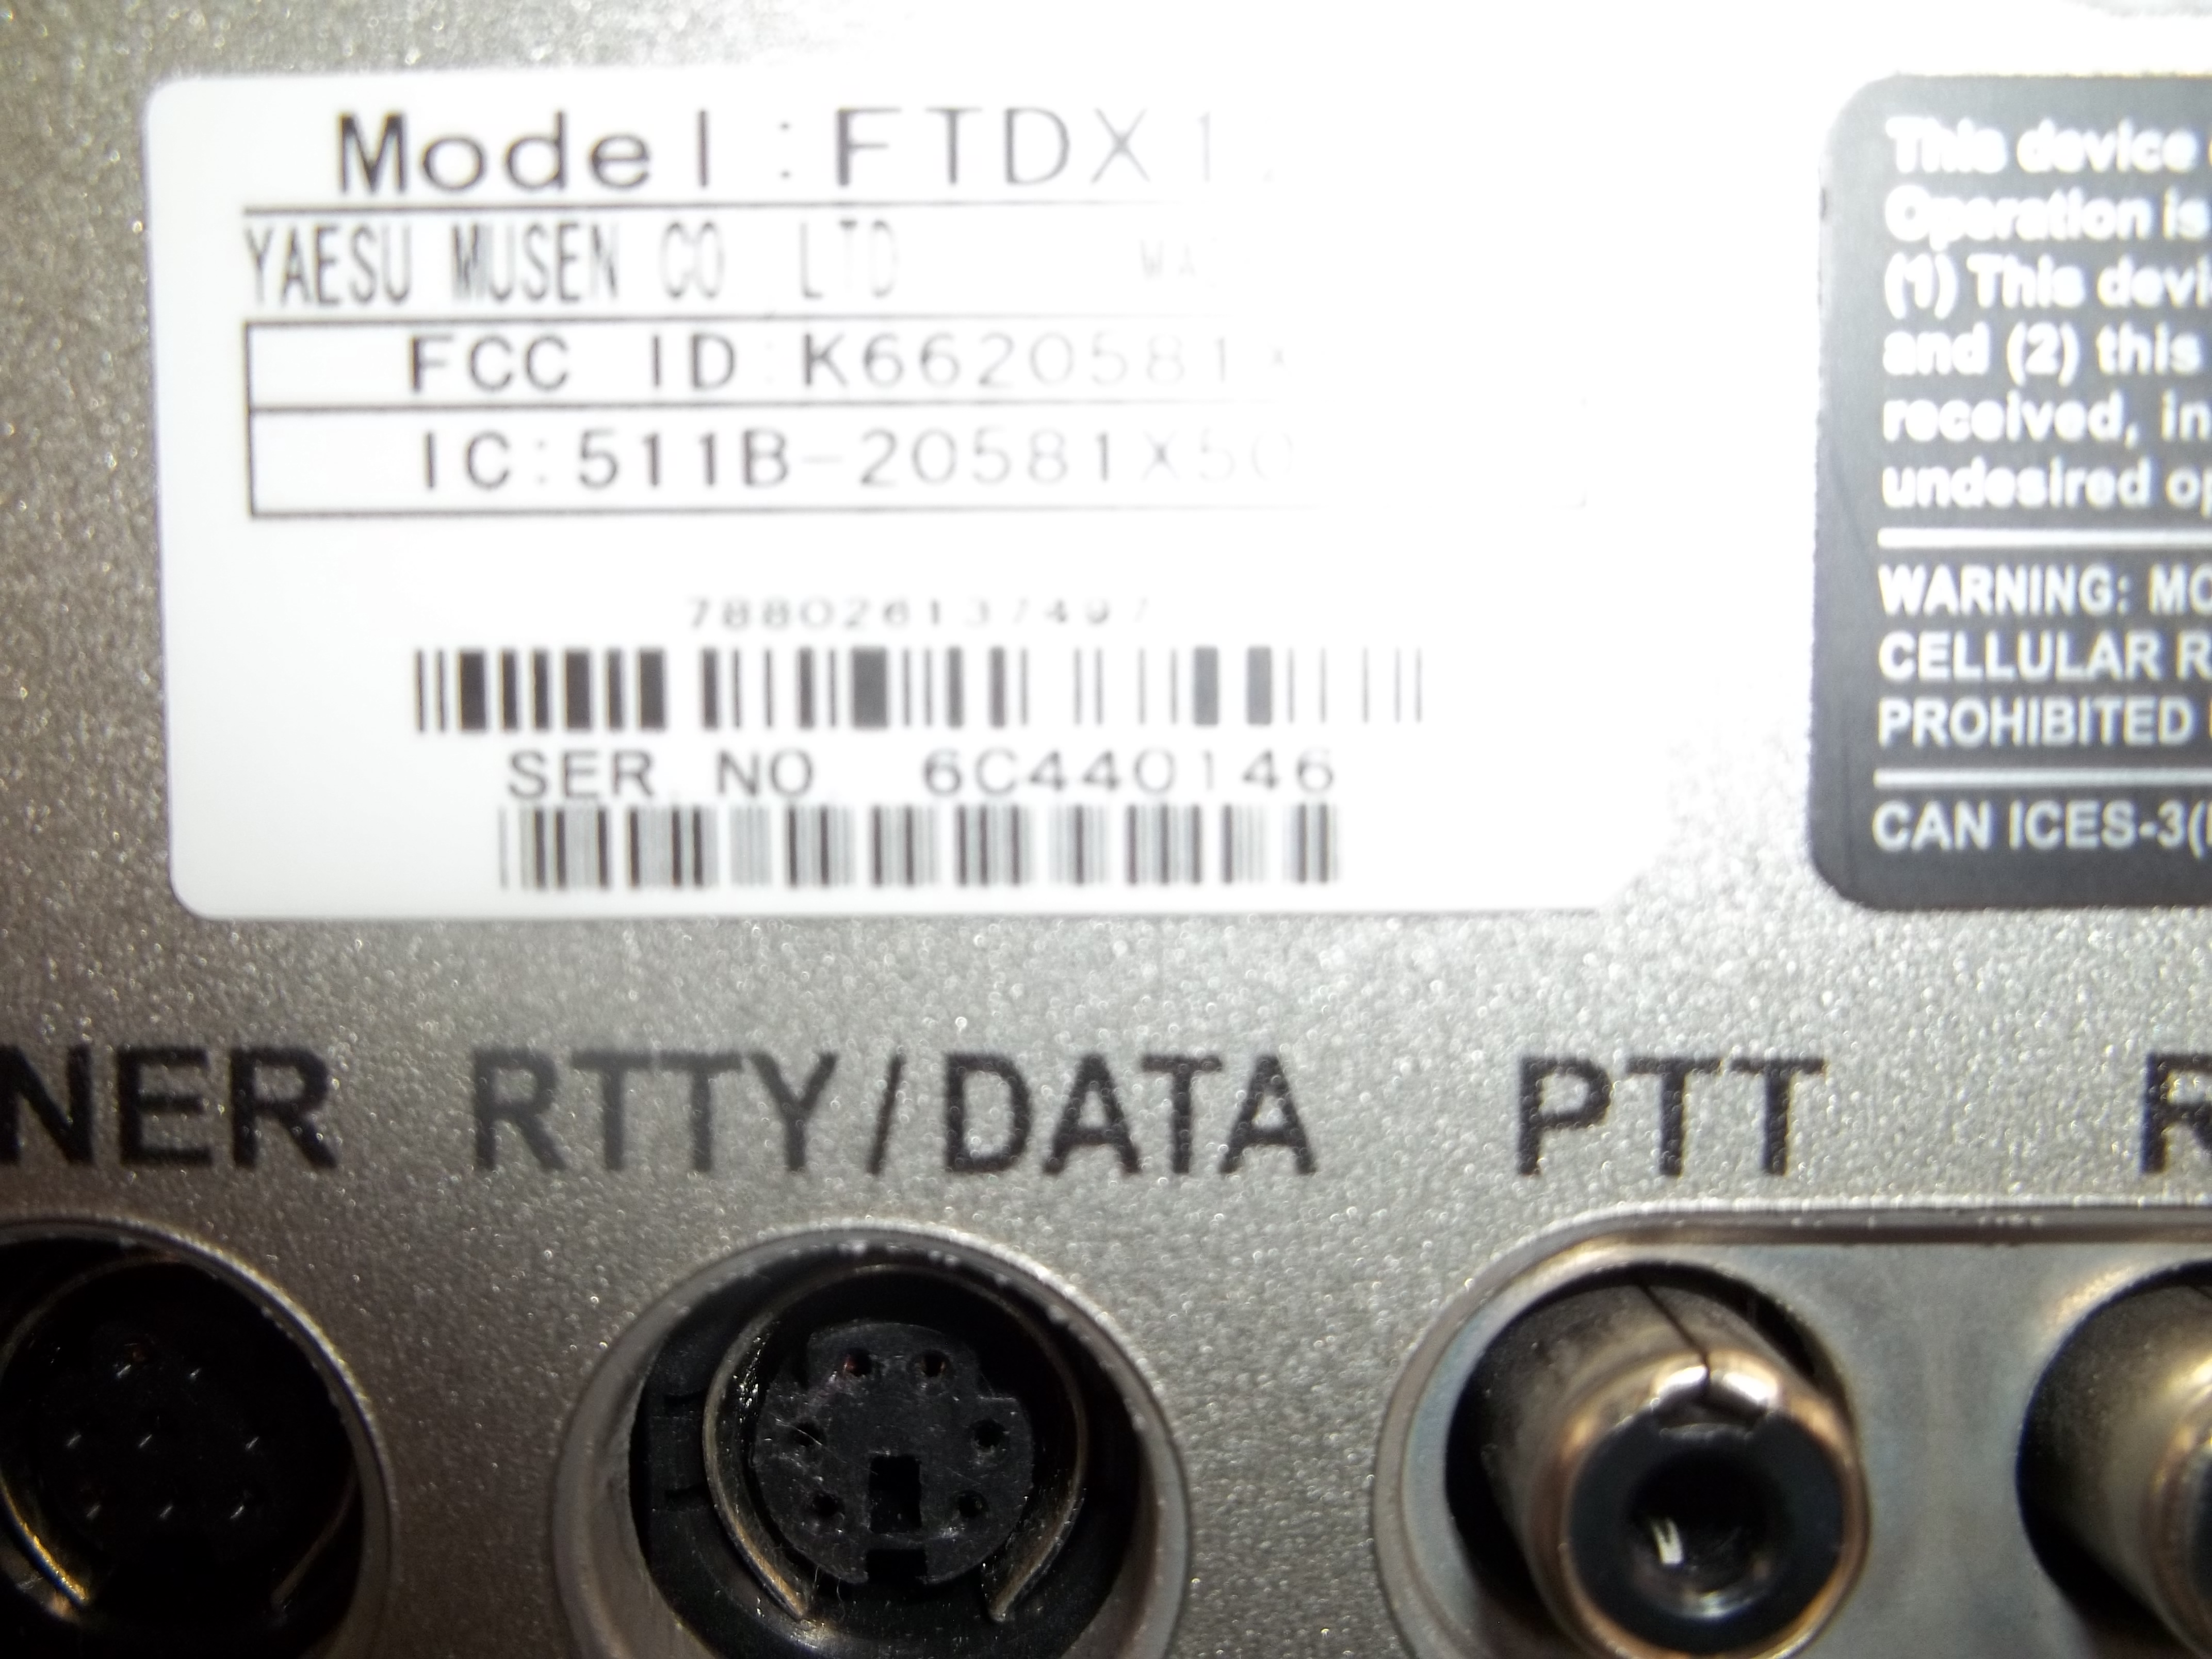 Model:FTDX1
YAESU MUSEN CO LTD
FCC ID:K6620581X
IC:511B-20581X50
788026137497
SER. NO. 6C440146
This device
Operation is
(1) This devi
and (2) this
received, in
undesired op
WARNING: MO
CELLULAR R
PROHIBITED
CAN ICES-3(
NER RTTY/DATA PTT R